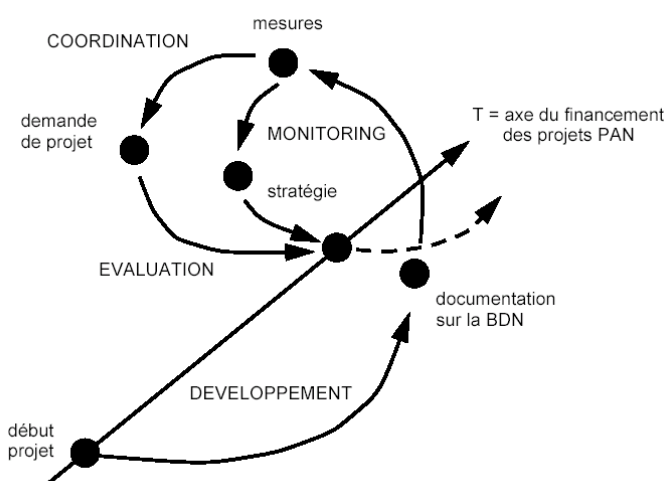 mesures
COORDINATION
T = axe du financement
des projets PAN
demande
de projet
MONITORING
stratégie
EVALUATION
documentation
sur la BDN
DEVELOPPEMENT
début
projet